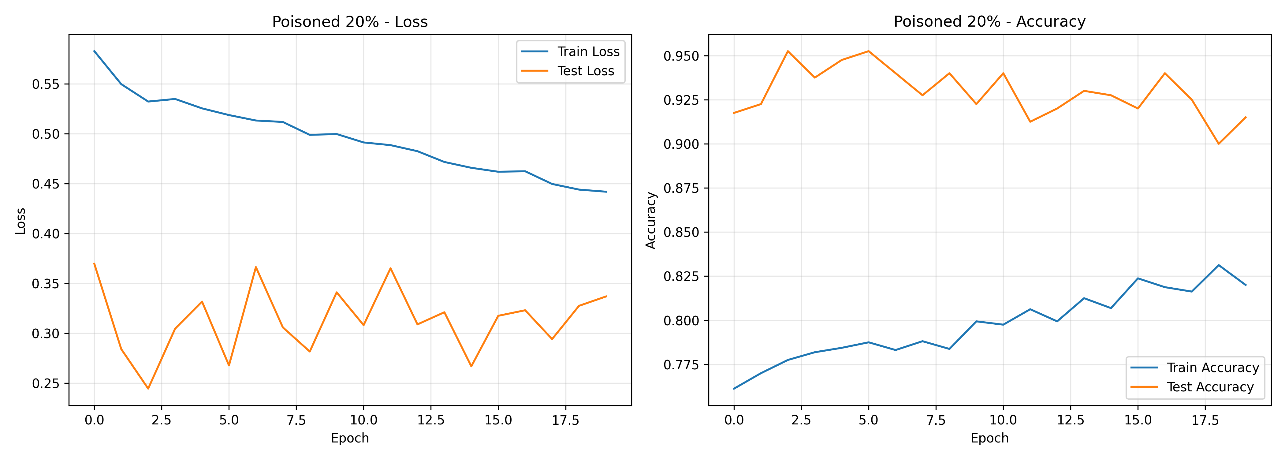 Poisoned 20% - Loss
Loss
0.55
0.50
0.45
0.40
0.35
0.30
0.25
Train Loss
Test Loss
0.0 2.5 5.0 7.5 10.0 12.5 15.0 17.5
Epoch
Poisoned 20% - Accuracy
Accuracy
0.950
0.925
0.900
0.875
0.850
0.825
0.800
0.775
Train Accuracy
Test Accuracy
0.0 2.5 5.0 7.5 10.0 12.5 15.0 17.5
Epoch